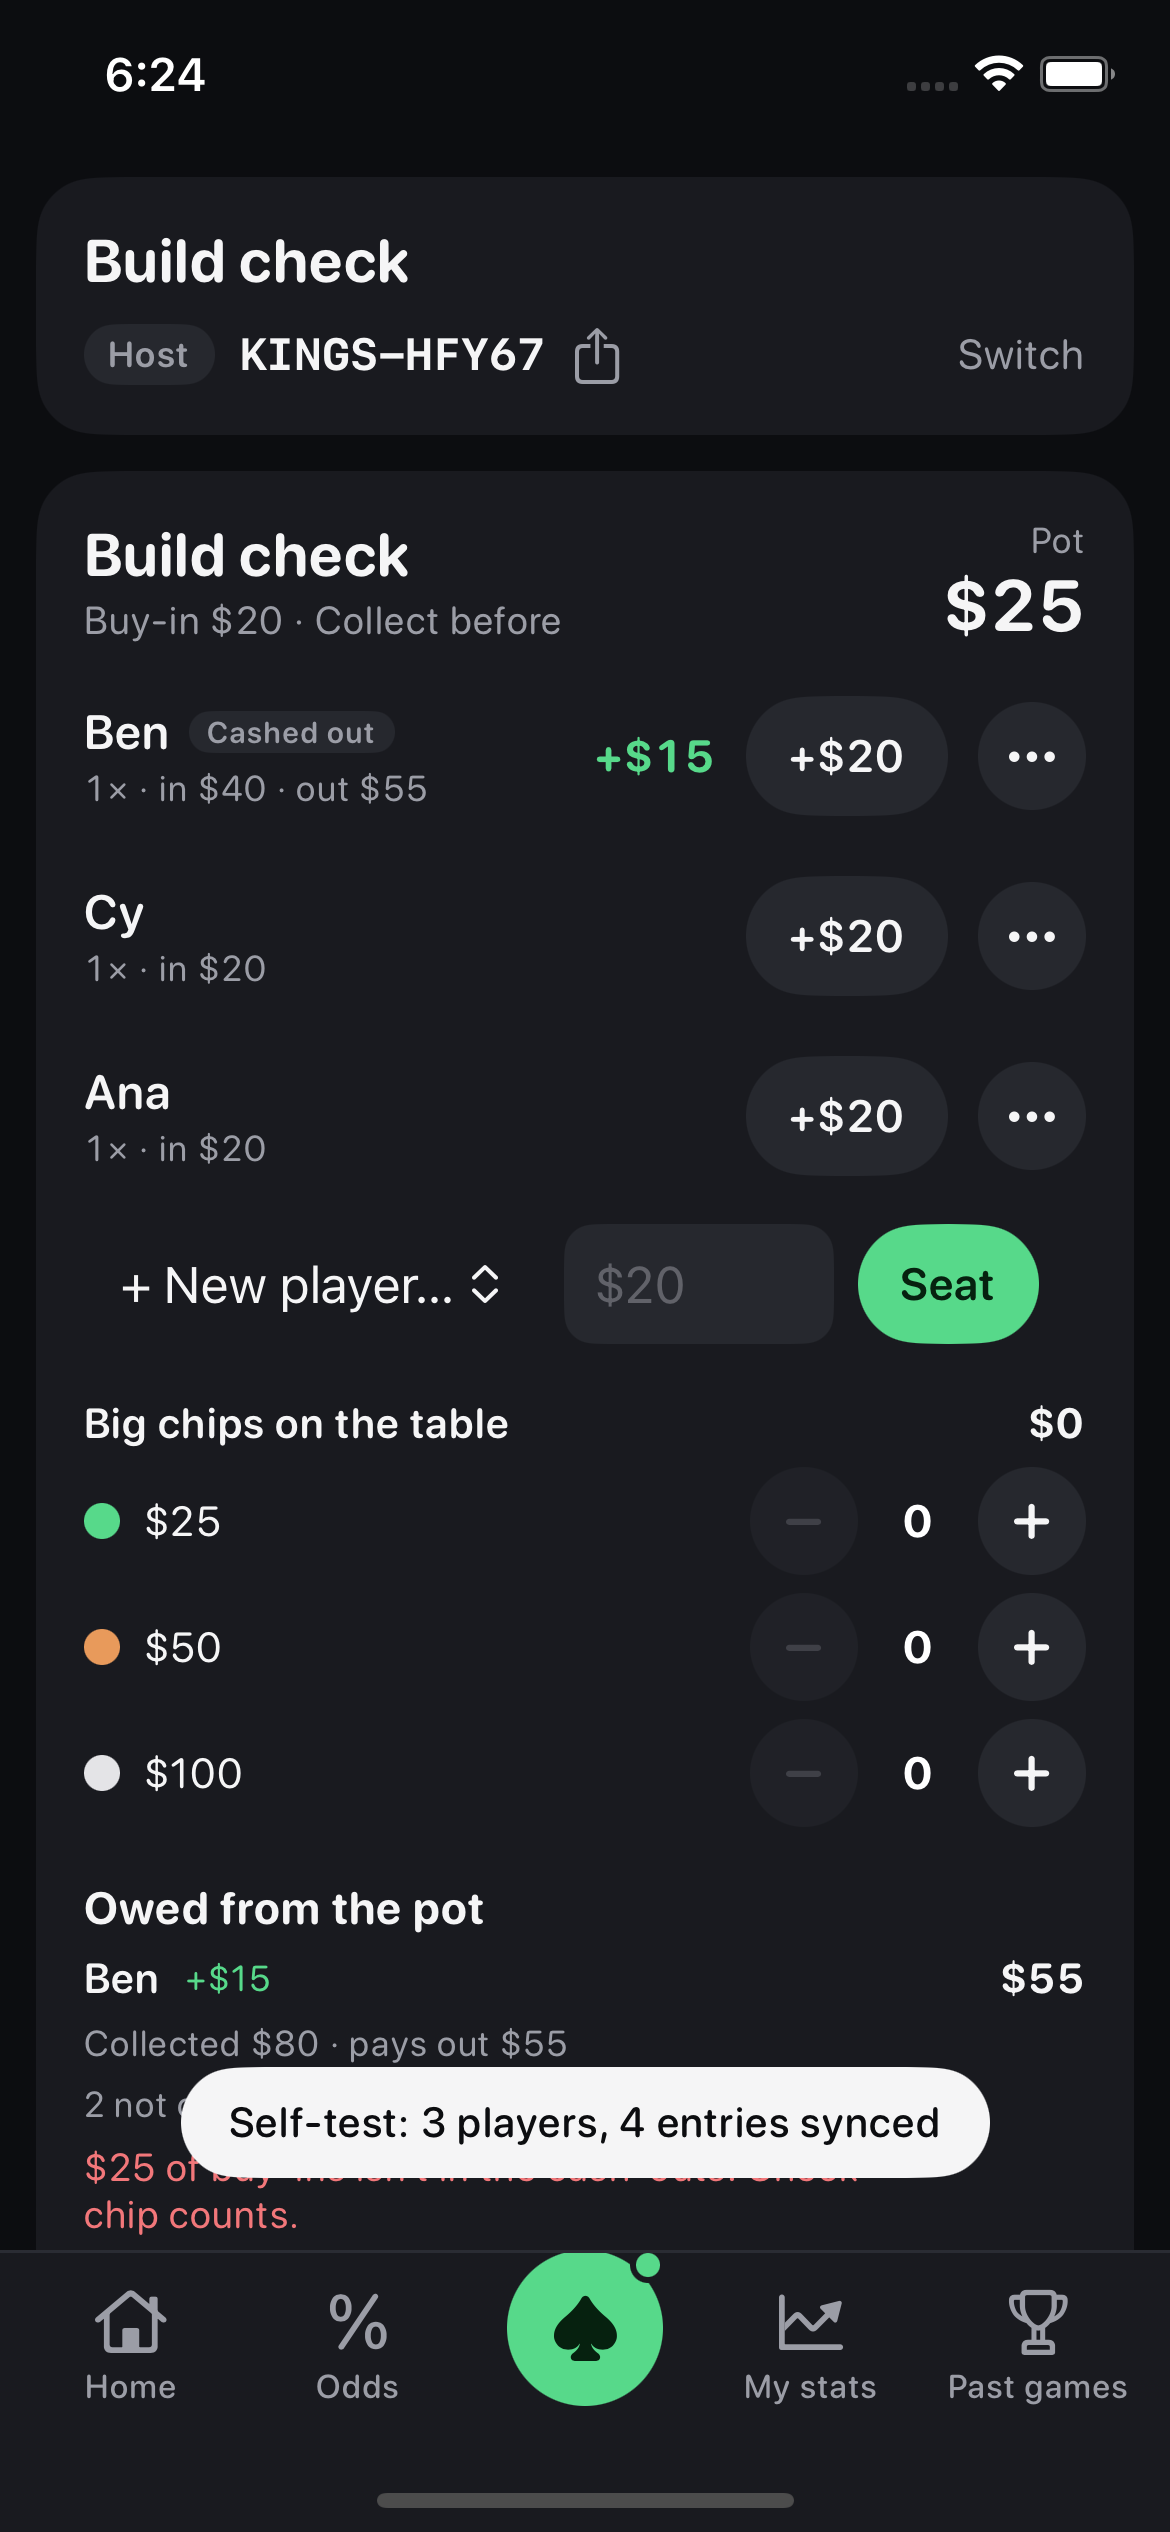 6:24
Build check
Host KINGS-HFY67 Switch
Build check
Pot
Buy-in $20 · Collect before
$25
Ben Cashed out
1× · in $40 · out $55
+$15 +$20
Cy
1× · in $20
+$20
Ana
1× · in $20
+$20
+ New player... $20 Seat
Big chips on the table $0
$25 0
$50 0
$100 0
Owed from the pot
Ben +$15 $55
Collected $80 · pays out $55
2 not
Self-test: 3 players, 4 entries synced
$25 of
chip counts.
Home Odds My stats Past games